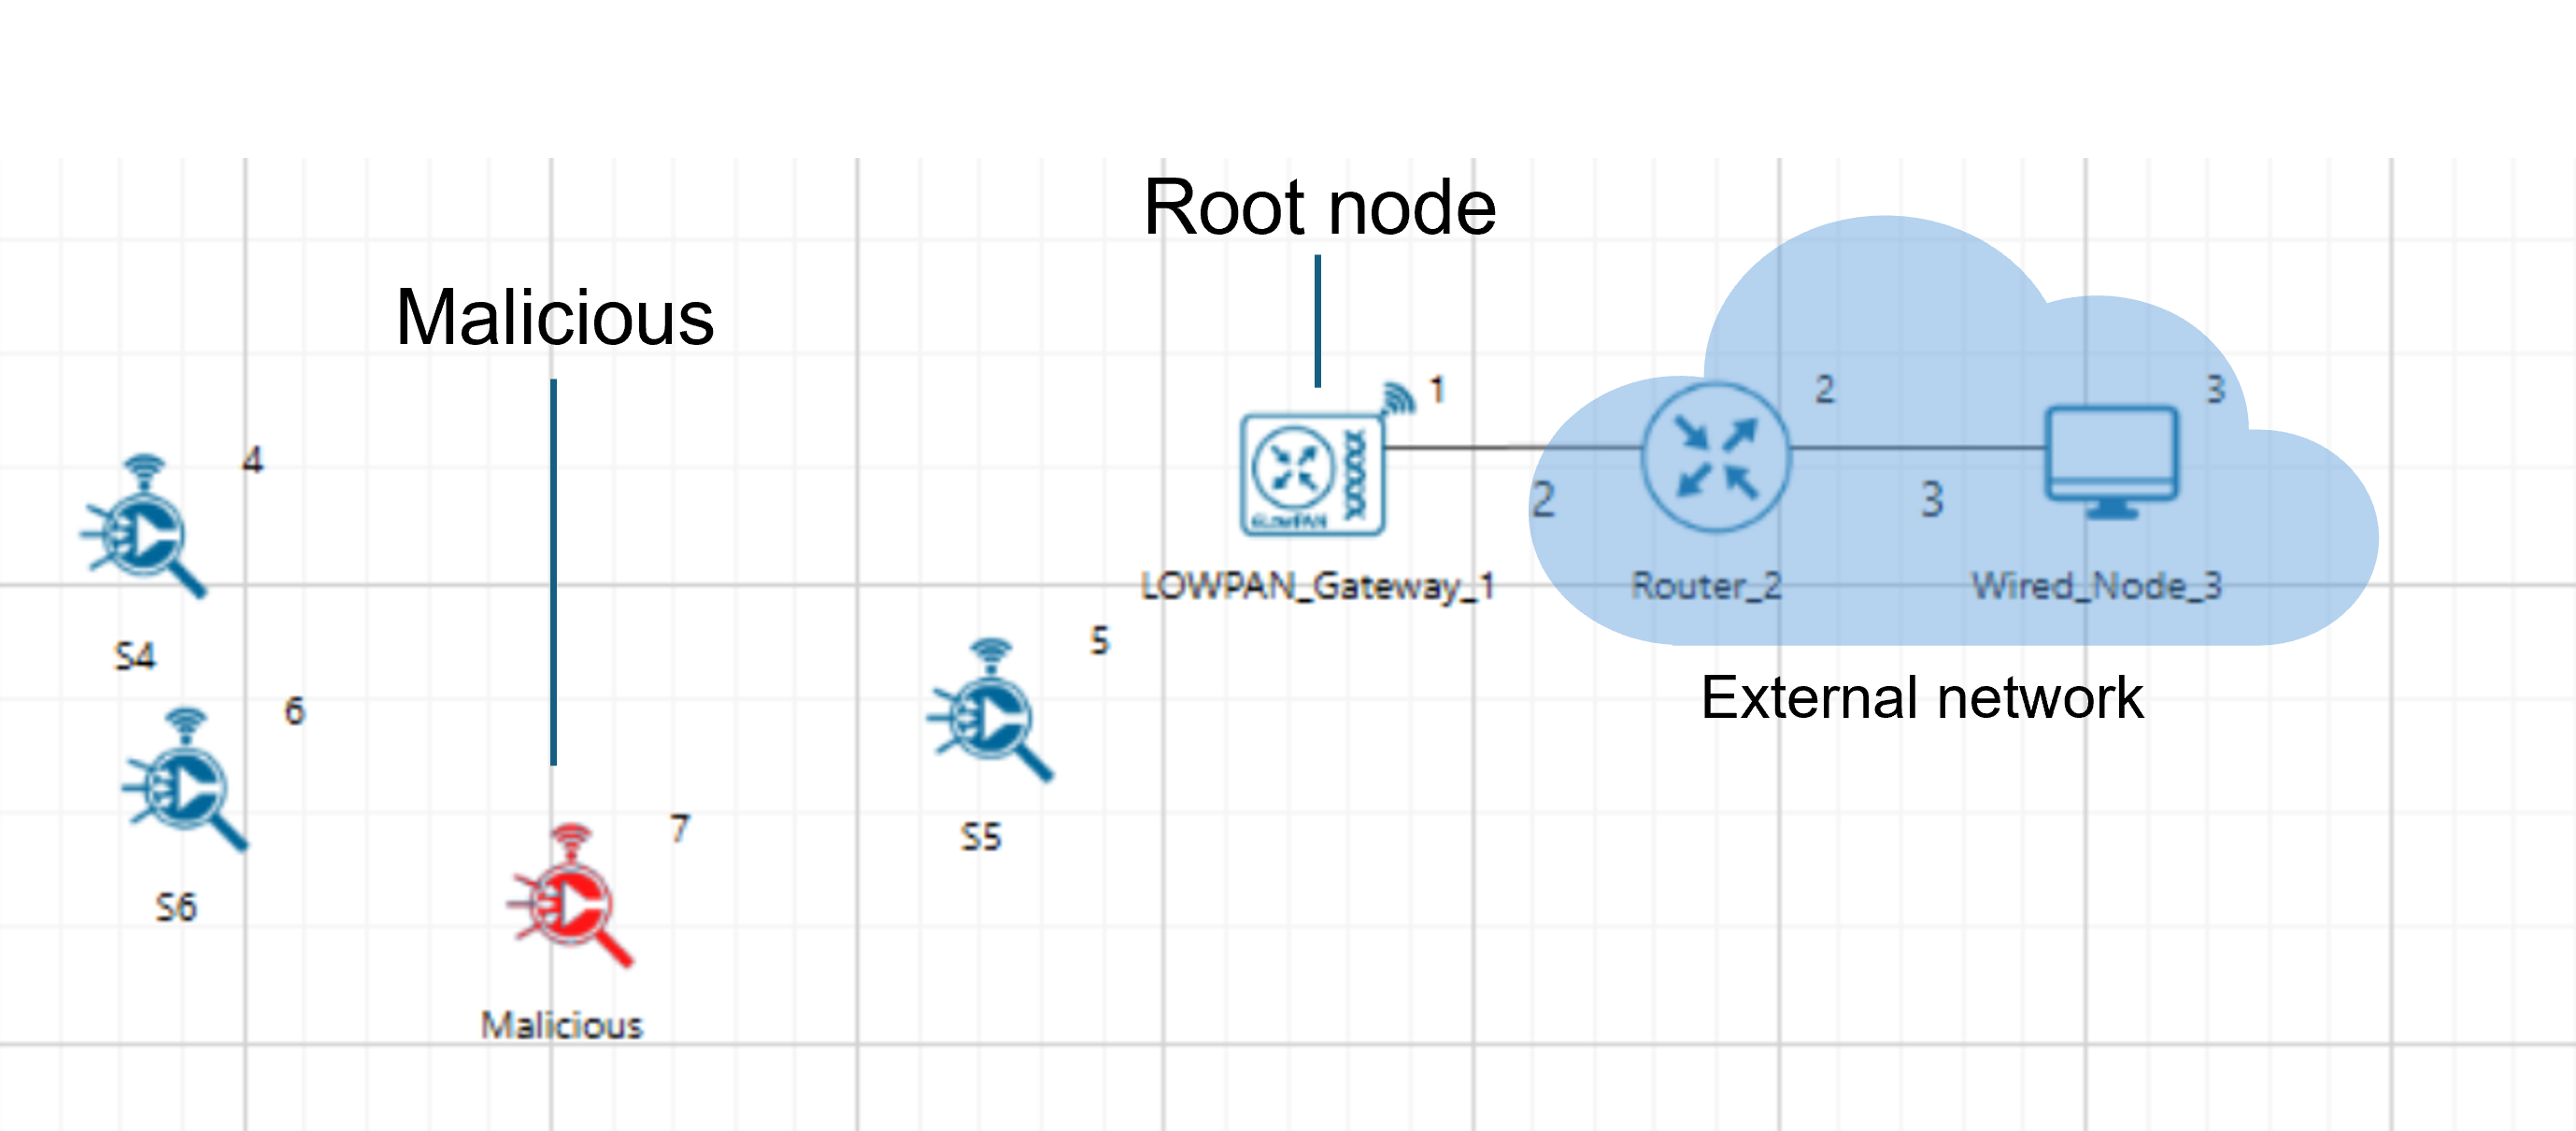 Root node
Malicious
1
2
3
4
2
3
6LOWPAN
LOWPAN_Gateway_1
Router_2
Wired_Node_3
5
S4
External network
6
7
S5
S6
Malicious